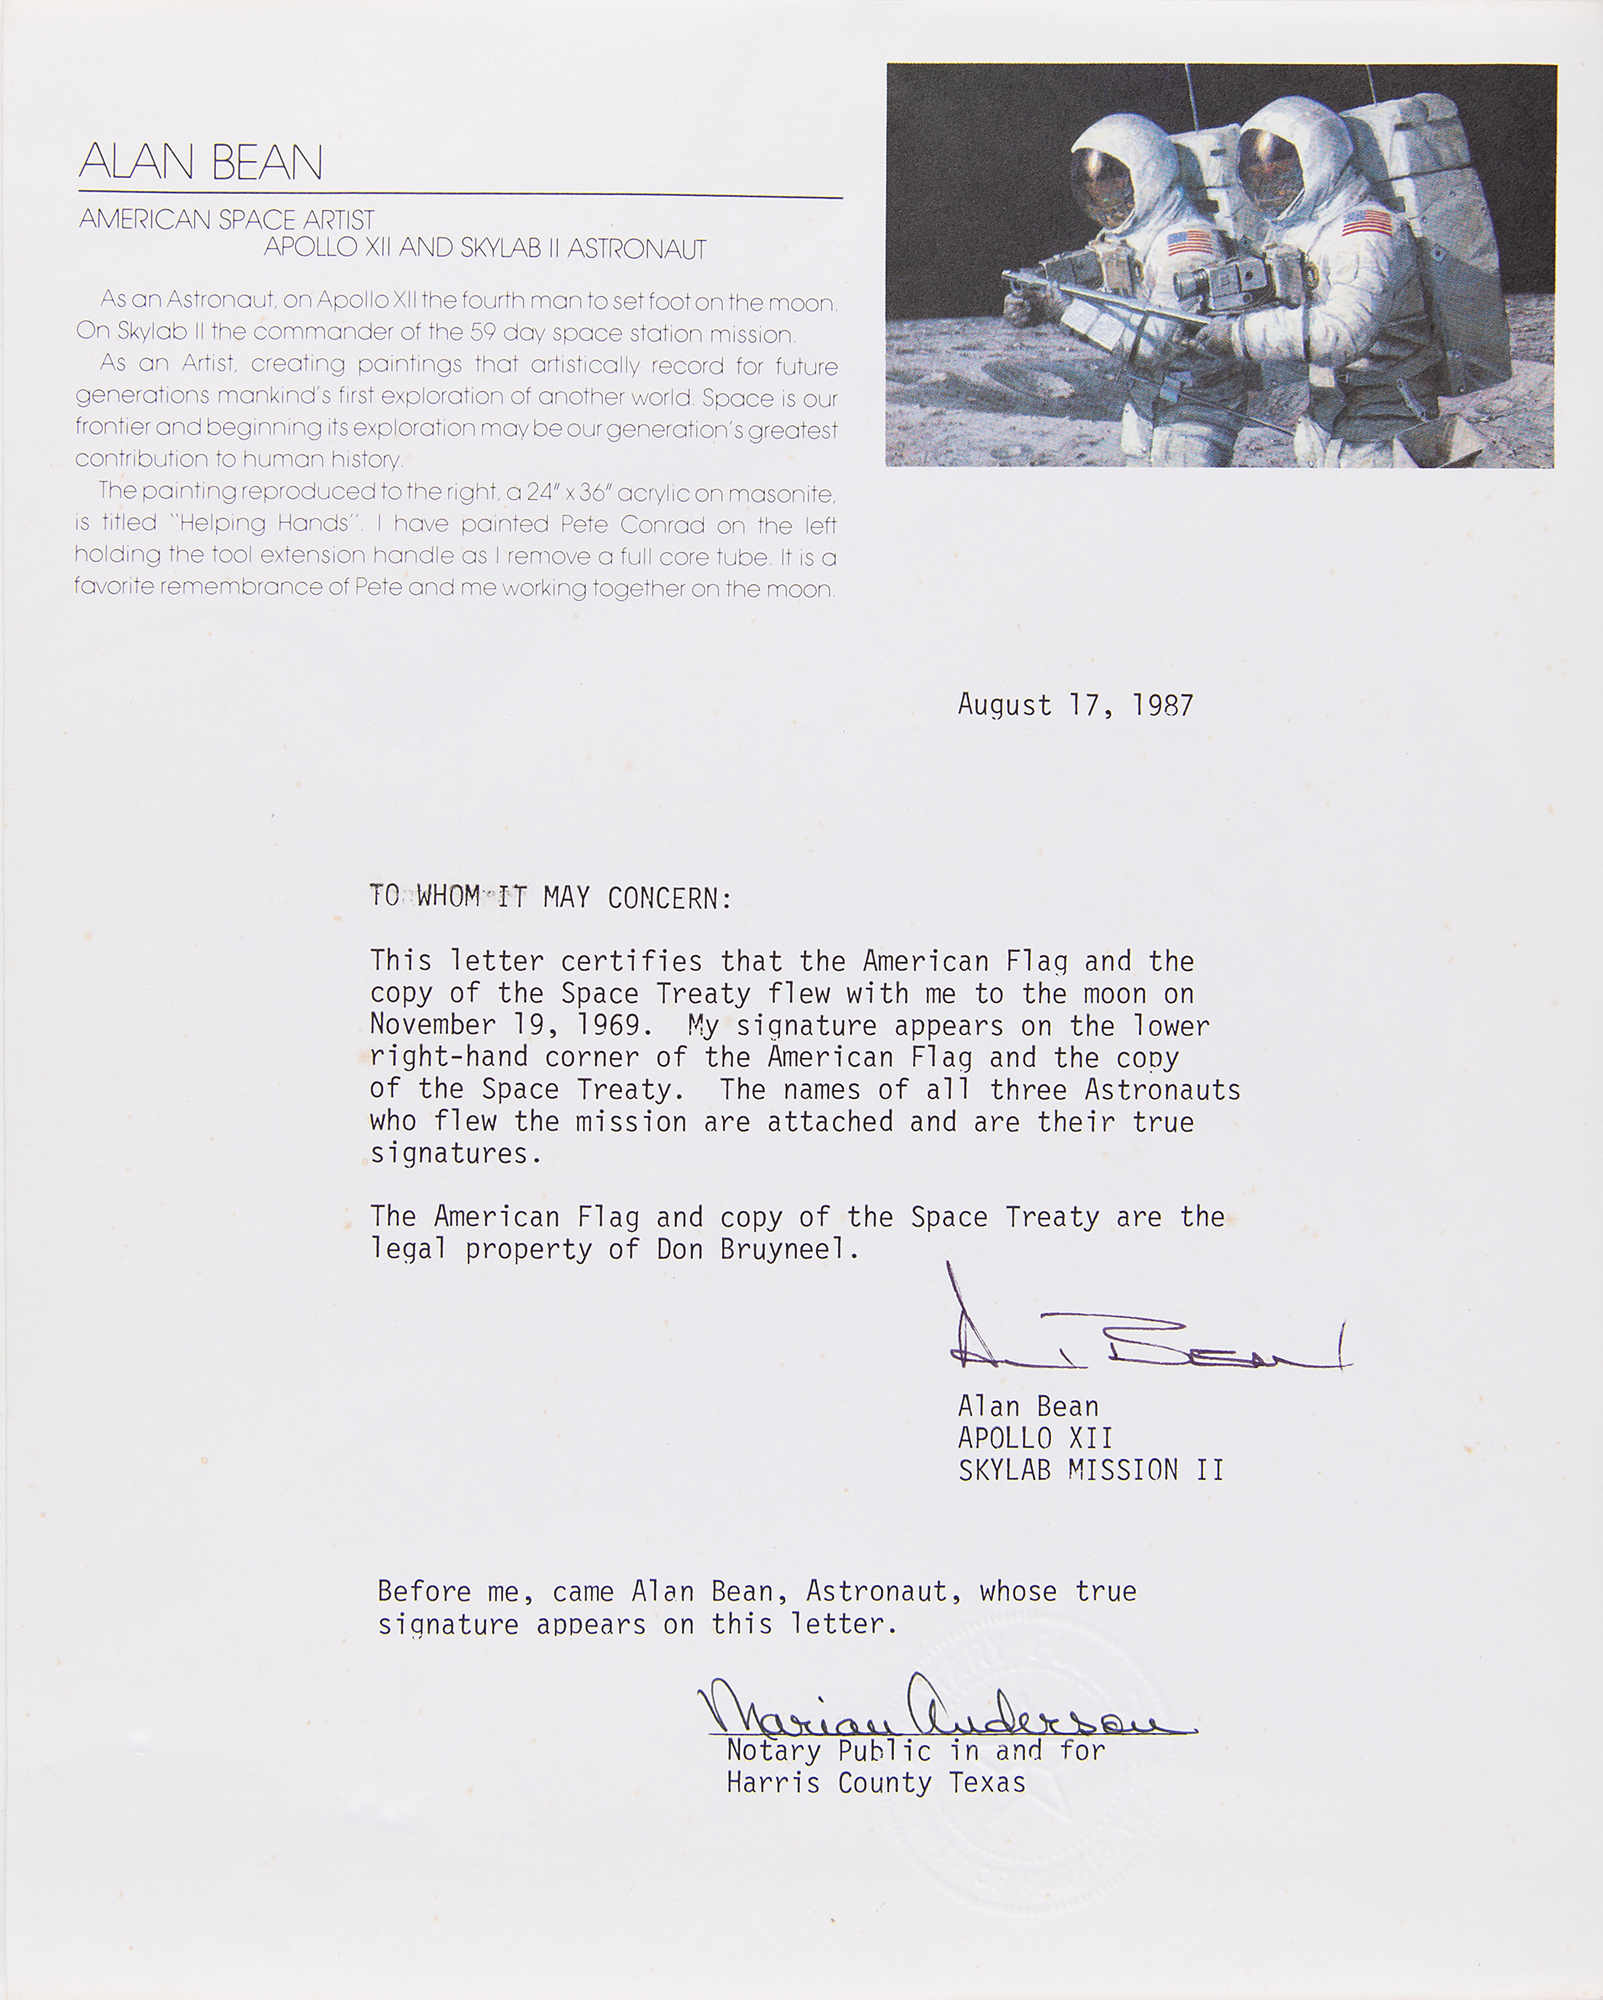 ALAN BEAN
AMERICAN SPACE ARTIST
APOLLO XII AND SKYLAB II ASTRONAUT
As an Astronaut, on Apollo XII the fourth man to set foot on the moon.
On Skylab II the commander of the 59 day space station mission.
As an Artist, creating paintings that artistically record for future
generations mankind's first exploration of another world. Space is our
frontier and beginning its exploration may be our generation's greatest
contribution to human history.
The painting reproduced to the right, a 24" x 36" acrylic on masonite,
is titled "Helping Hands". I have painted Pete Conrad on the left
holding the tool extension handle as I remove a full core tube. It is a
favorite remembrance of Pete and me working together on the moon.
August 17, 1987
TO WHOM IT MAY CONCERN:
This letter certifies that the American Flag and the
copy of the Space Treaty flew with me to the moon on
November 19, 1969. My signature appears on the lower
right-hand corner of the American Flag and the copy
of the Space Treaty. The names of all three Astronauts
who flew the mission are attached and are their true
signatures.
The American Flag and copy of the Space Treaty are the
legal property of Don Bruyneel.
Alan Bean
Alan Bean
APOLLO XII
SKYLAB MISSION II
Before me, came Alan Bean, Astronaut, whose true
signature appears on this letter.
Marian Anderson
Notary Public in and for
Harris County Texas